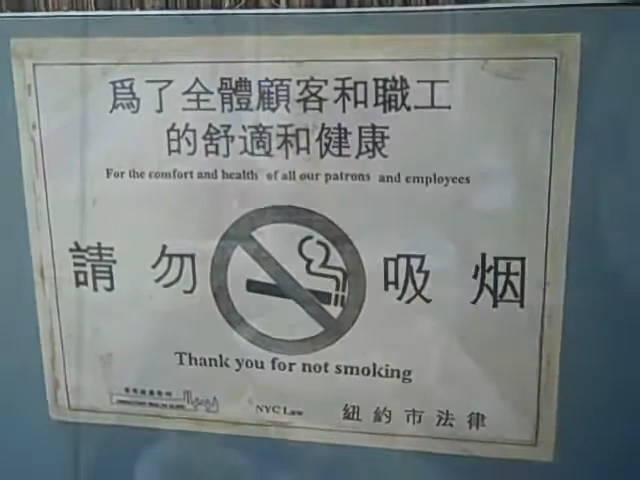 爲了全體顧客和職工
的舒適和健康
For the comfort and health of all our patrons and employees
請勿吸烟
Thank you for not smoking
NYC Law 紐約市法律